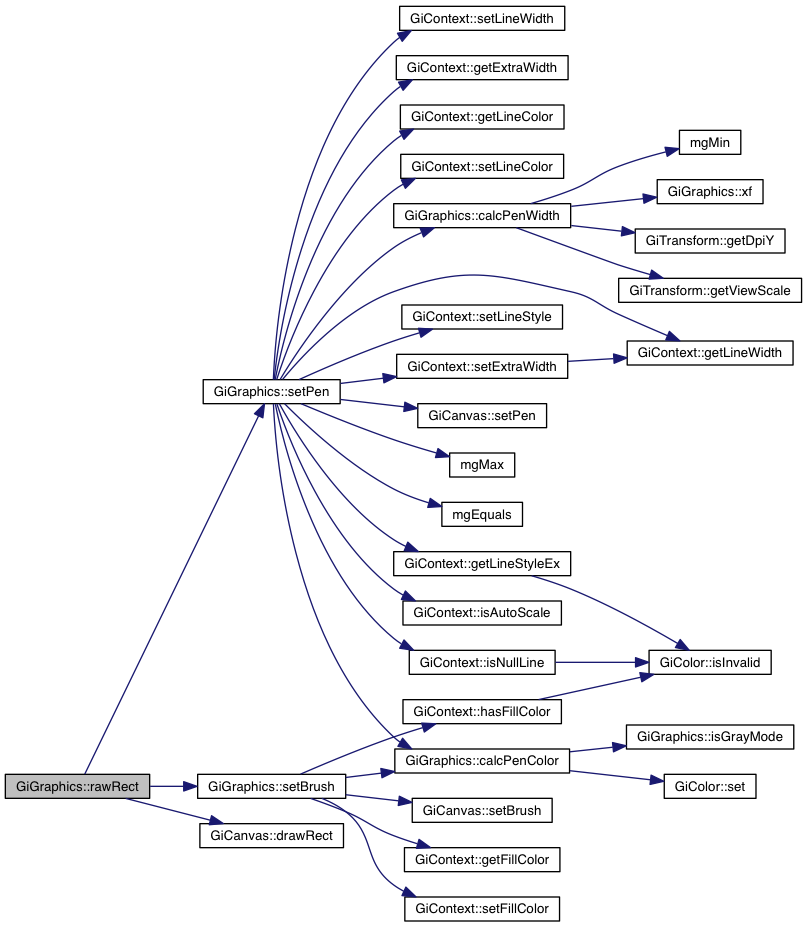 GiContext::setLineWidth
GiContext::getExtraWidth
GiContext::getLineColor
mgMin
GiContext::setLineColor
GiGraphics::xf
GiGraphics::calcPenWidth
GiTransform::getDpiY
GiTransform::getViewScale
GiContext::setLineStyle
GiContext::getLineWidth
GiContext::setExtraWidth
GiGraphics::setPen
GiCanvas::setPen
mgMax
mgEquals
GiContext::getLineStyleEx
GiContext::isAutoScale
GiContext::isNullLine
GiColor::isInvalid
GiContext::hasFillColor
GiGraphics::isGrayMode
GiGraphics::calcPenColor
GiGraphics::rawRect
GiGraphics::setBrush
GiColor::set
GiCanvas::setBrush
GiCanvas::drawRect
GiContext::getFillColor
GiContext::setFillColor